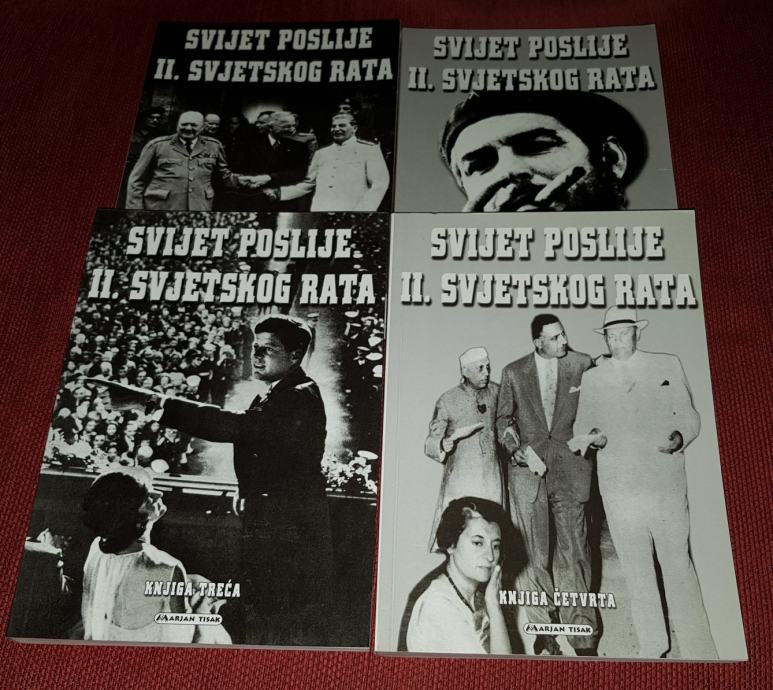 SVIJET POSLIJE
II. SVJETSKOG RATA
SVIJET POSLIJE
II. SVJETSKOG RATA
SVIJET POSLIJE
II. SVJETSKOG RATA
KNJIGA TREĆA
MARJAN TISAK
SVIJET POSLIJE
II. SVJETSKOG RATA
KNJIGA ČETVRTA
MARJAN TISAK